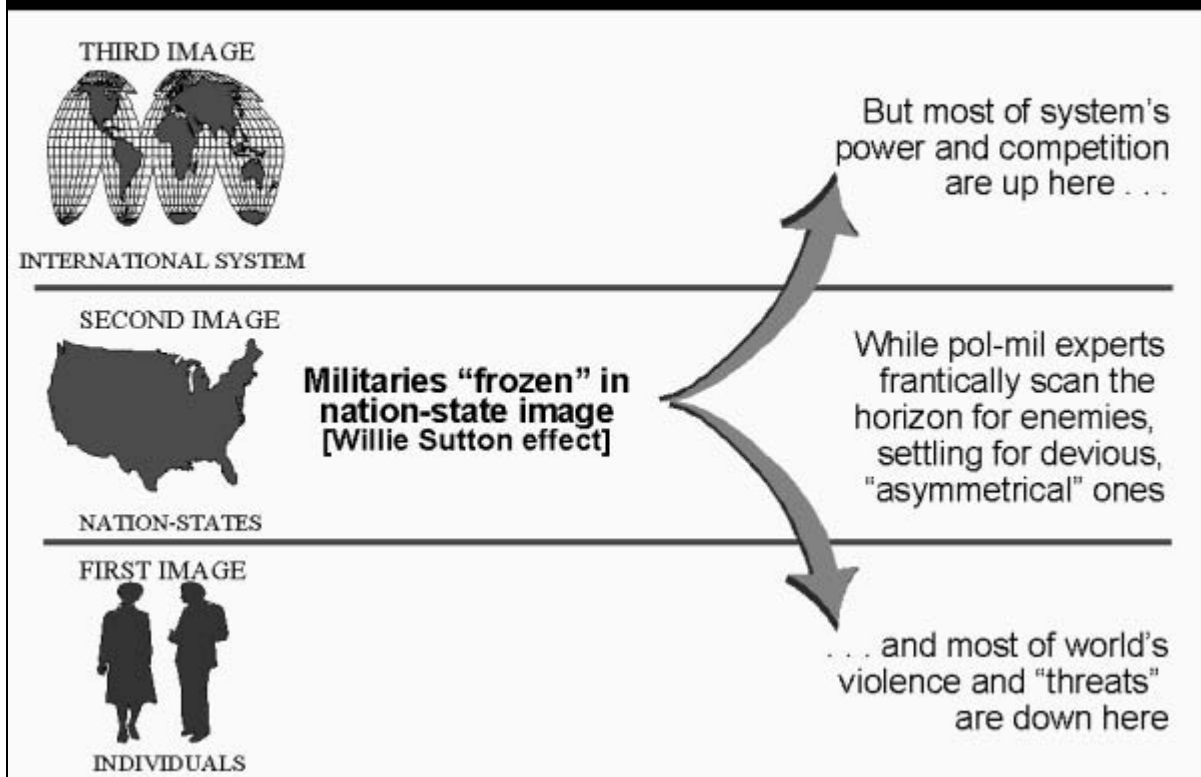 THIRD IMAGE
INTERNATIONAL SYSTEM
But most of system's
power and competition
are up here . . .
SECOND IMAGE
NATION-STATES
Militaries “frozen” in
nation-state image
[Willie Sutton effect]
While pol-mil experts
frantically scan the
horizon for enemies,
settling for devious,
“asymmetrical” ones
FIRST IMAGE
INDIVIDUALS
. . . and most of world's
violence and “threats”
are down here